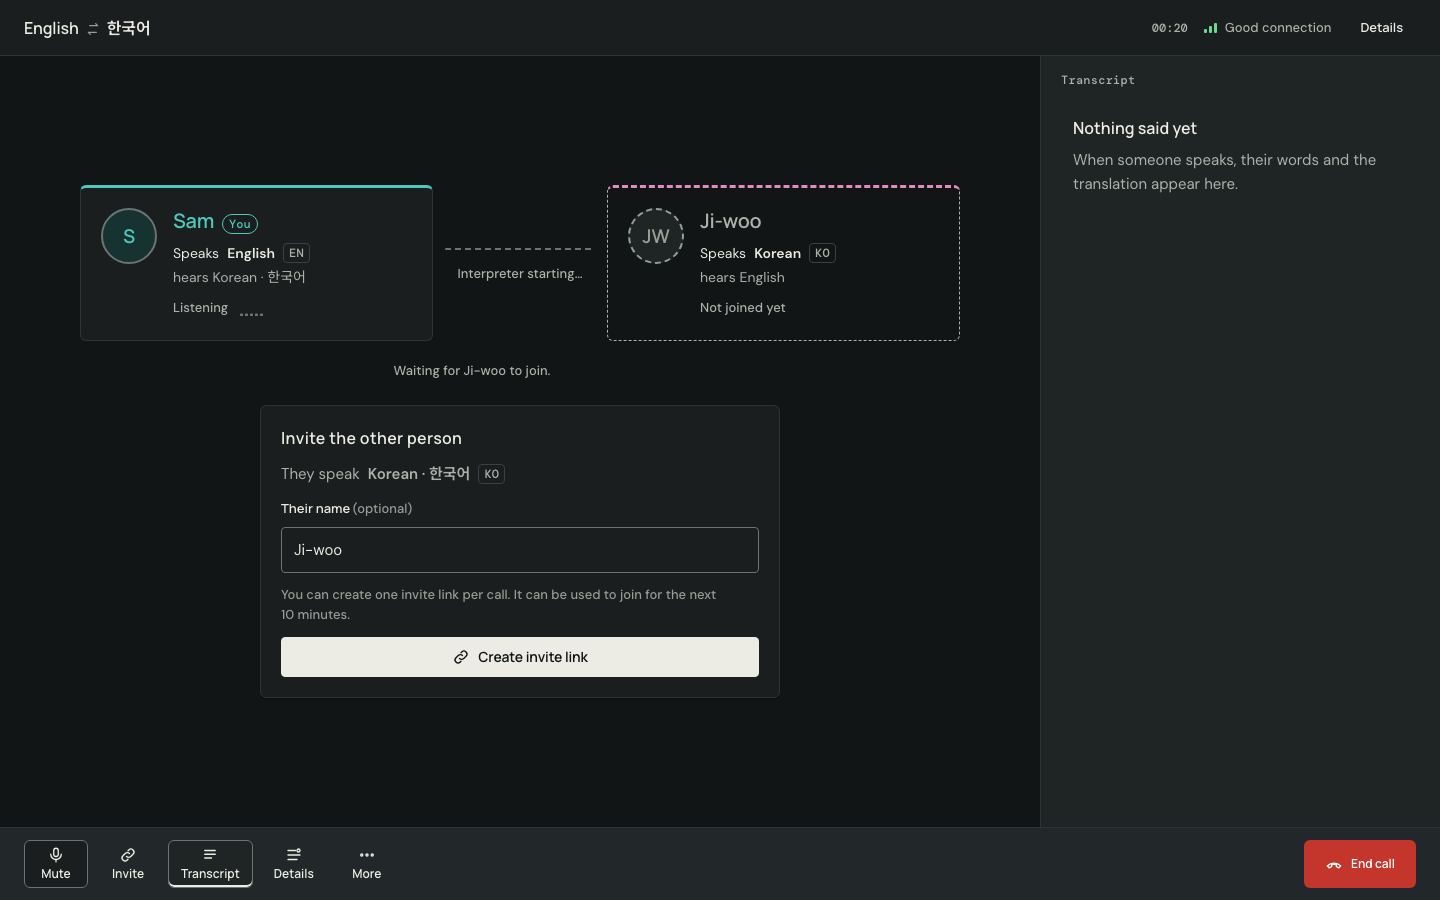 English ⇌ 한국어
00:20
Good connection
Details
Transcript
Nothing said yet
When someone speaks, their words and the
translation appear here.
S
Sam You
Speaks English EN
hears Korean · 한국어
Listening
Interpreter starting…
JW
Ji-woo
Speaks Korean KO
hears English
Not joined yet
Waiting for Ji-woo to join.
Invite the other person
They speak Korean · 한국어 KO
Their name (optional)
Ji-woo
You can create one invite link per call. It can be used to join for the next
10 minutes.
Create invite link
Mute
Invite
Transcript
Details
More
End call